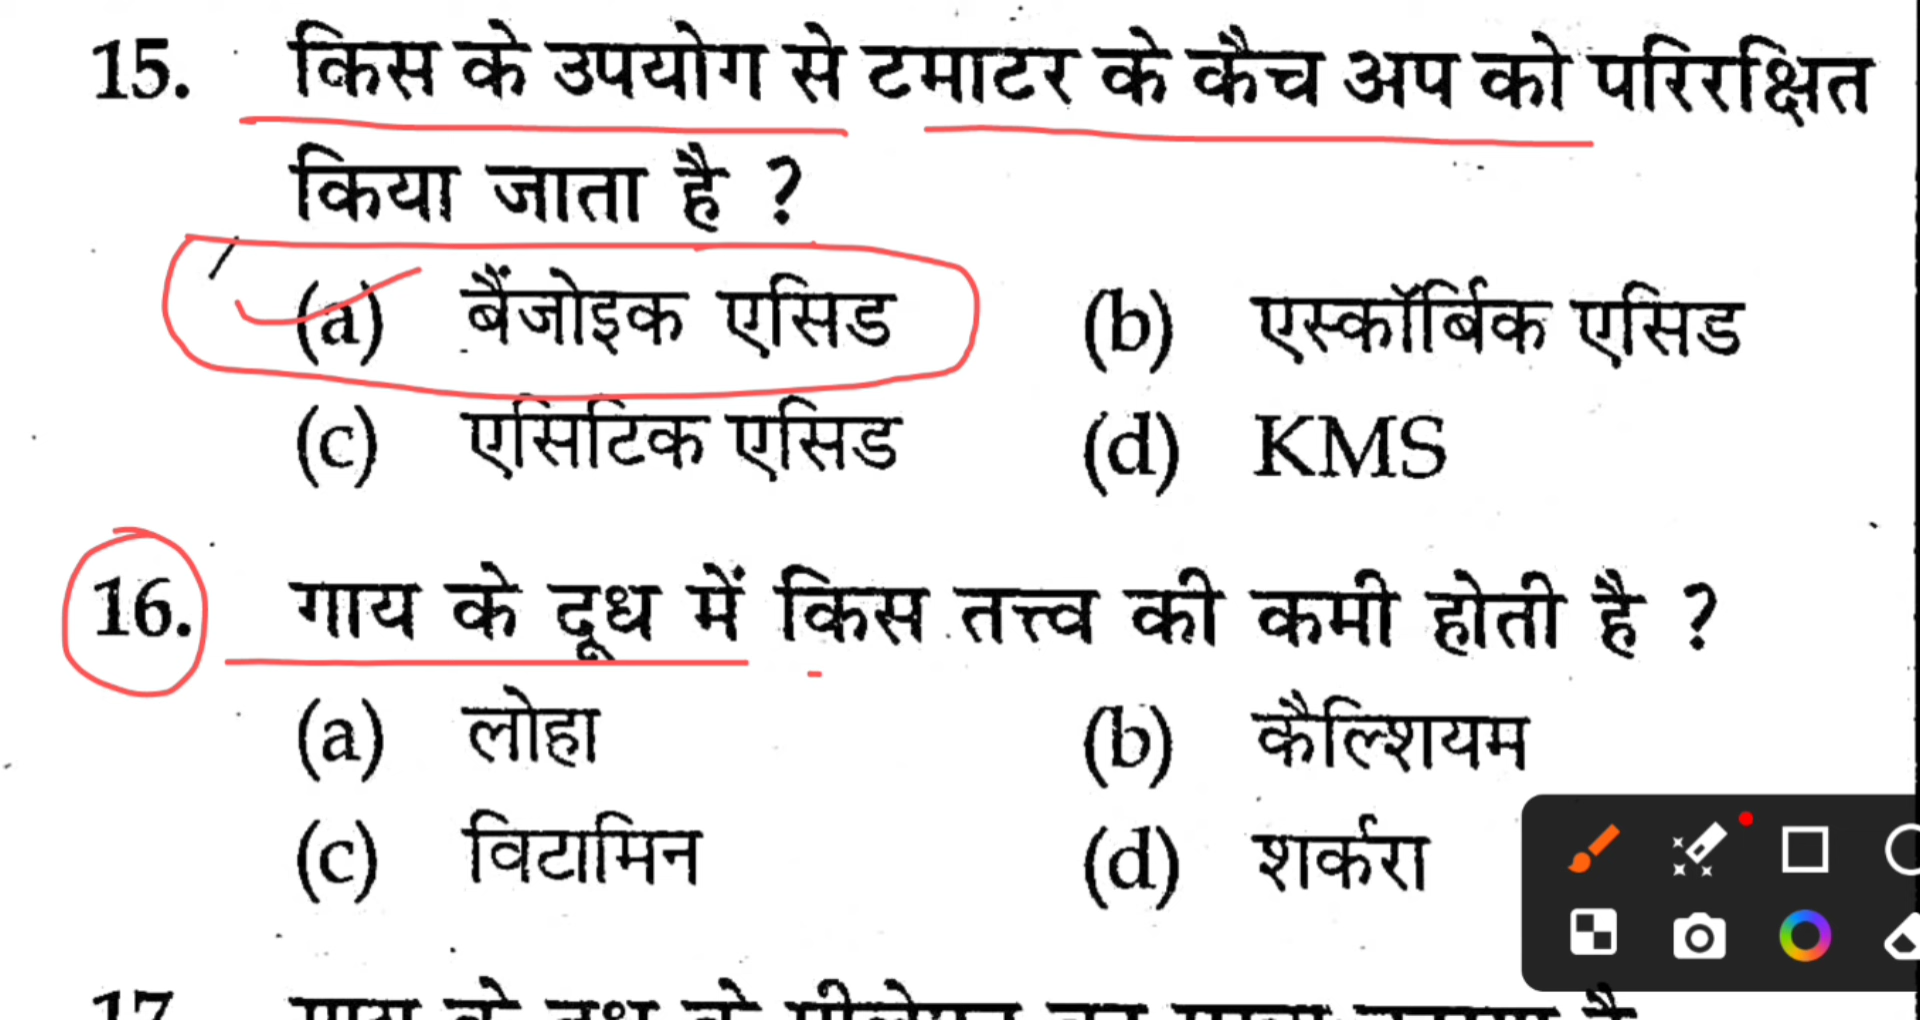 15. किस के उपयोग से टमाटर के कैच अप को परिरक्षित
किया जाता है ?
(a) बैंजोइक एसिड (b) एस्कॉर्बिक एसिड
(c) एसिटिक एसिड (d) KMS
16. गाय के दूध में किस तत्त्व की कमी होती है ?
(a) लोहा (b) कैल्शियम
(c) विटामिन (d) शर्करा
17